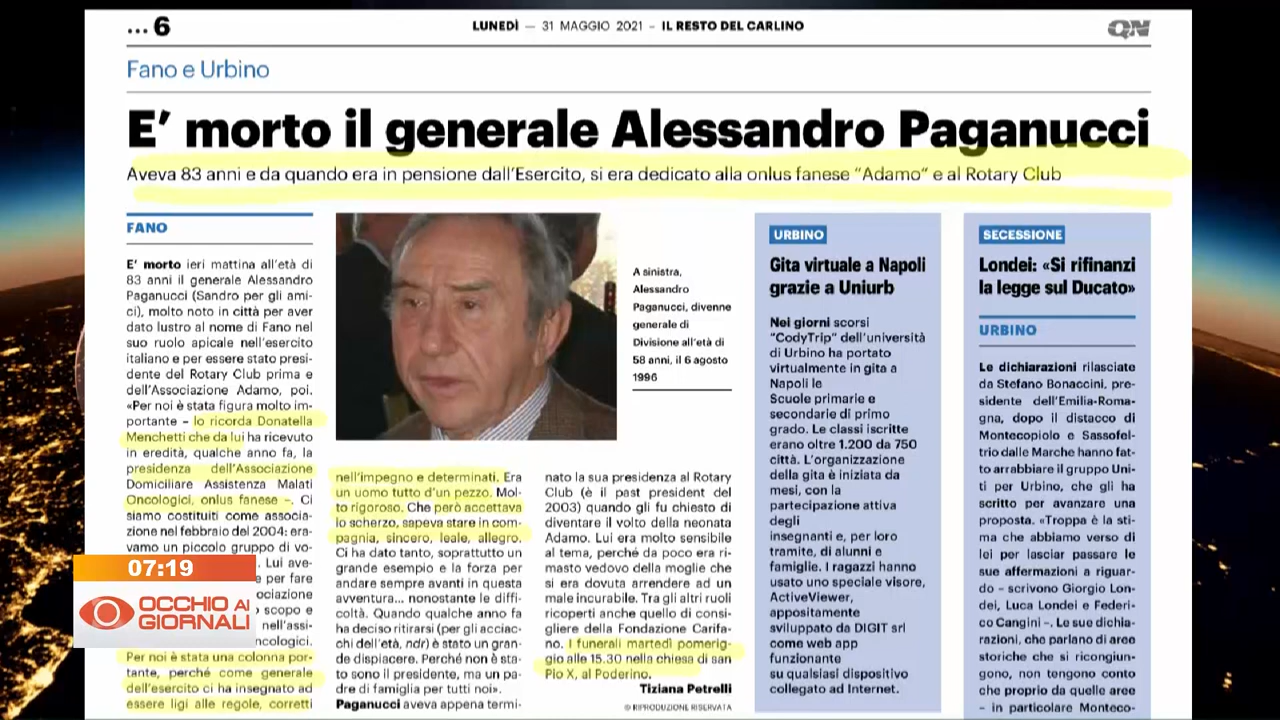 ... 6
LUNEDÌ — 31 MAGGIO 2021 - IL RESTO DEL CARLINO
QN
Fano e Urbino
E' morto il generale Alessandro Paganucci
Aveva 83 anni e da quando era in pensione dall'Esercito, si era dedicato alla onlus fanese "Adamo" e al Rotary Club
FANO
E' morto ieri mattina all'età di
83 anni il generale Alessandro
Paganucci (Sandro per gli ami-
ci), molto noto in città per aver
dato lustro al nome di Fano nel
suo ruolo apicale nell'esercito
italiano e per essere stato presi-
dente del Rotary Club prima e
dell'Associazione Adamo, poi.
«Per noi è stata figura molto im-
portante – lo ricorda Donatella
Menchetti che da lui ha ricevuto
in eredità, qualche anno fa, la
presidenza dell'Associazione
Domiciliare Assistenza Malati
Oncologici, onlus fanese –. Ci
siamo costituiti come associa-
zione nel febbraio del 2004: era-
vamo un piccolo gruppo di vo-
. Lui ave-
e per fare
ociazione
o scopo e
nell'assi-
ncologici.
Per noi è stata una colonna por-
tante, perché come generale
dell'esercito ci ha insegnato ad
essere ligi alle regole, corretti
A sinistra,
Alessandro
Paganucci, divenne
generale di
Divisione all'età di
58 anni, il 6 agosto
1996
nell'impegno e determinati. Era
un uomo tutto d'un pezzo. Mol-
to rigoroso. Che però accettava
lo scherzo, sapeva stare in com-
pagnia, sincero, leale, allegro.
Ci ha dato tanto, soprattutto un
grande esempio e la forza per
andare sempre avanti in questa
avventura... nonostante le diffi-
coltà. Quando qualche anno fa
ha deciso ritirarsi (per gli acciac-
chi dell'età, ndr) è stato un gran-
de dispiacere. Perché non è sta-
to sono il presidente, ma un pa-
dre di famiglia per tutti noi».
Paganucci aveva appena termi-
nato la sua presidenza al Rotary
Club (è il past president del
2003) quando gli fu chiesto di
diventare il volto della neonata
Adamo. Lui era molto sensibile
al tema, perché da poco era ri-
masto vedovo della moglie che
si era dovuta arrendere ad un
male incurabile. Tra gli altri ruoli
ricoperti anche quello di consi-
gliere della Fondazione Carifa-
no. I funerali martedì pomerig-
gio alle 15.30 nella chiesa di san
Pio X, al Poderino.
Tiziana Petrelli
© RIPRODUZIONE RISERVATA
URBINO
Gita virtuale a Napoli
grazie a Uniurb
Nei giorni scorsi
"CodyTrip" dell'università
di Urbino ha portato
virtualmente in gita a
Napoli le
Scuole primarie e
secondarie di primo
grado. Le classi iscritte
erano oltre 1.200 da 750
città. L'organizzazione
della gita è iniziata da
mesi, con la
partecipazione attiva
degli
insegnanti e, per loro
tramite, di alunni e
famiglie. I ragazzi hanno
usato uno speciale visore,
ActiveViewer,
appositamente
sviluppato da DIGIT srl
come web app
funzionante
su qualsiasi dispositivo
collegato ad Internet.
SECESSIONE
Londei: «Si rifinanzi
la legge sul Ducato»
URBINO
Le dichiarazioni rilasciate
da Stefano Bonaccini, pre-
sidente dell'Emilia-Roma-
gna, dopo il distacco di
Montecopiolo e Sassofel-
trio dalle Marche hanno fat-
to arrabbiare il gruppo Uni-
ti per Urbino, che gli ha
scritto per avanzare una
proposta. «Troppa è la sti-
ma che abbiamo verso di
lei per lasciar passare le
sue affermazioni a riguar-
do – scrivono Giorgio Lon-
dei, Luca Londei e Federi-
co Cangini –. Le sue dichia-
razioni, che parlano di aree
storiche che si ricongiun-
gono, non tengono conto
che proprio da quelle aree
– in particolare Monteco-
07:19
OCCHIO AI
GIORNALI